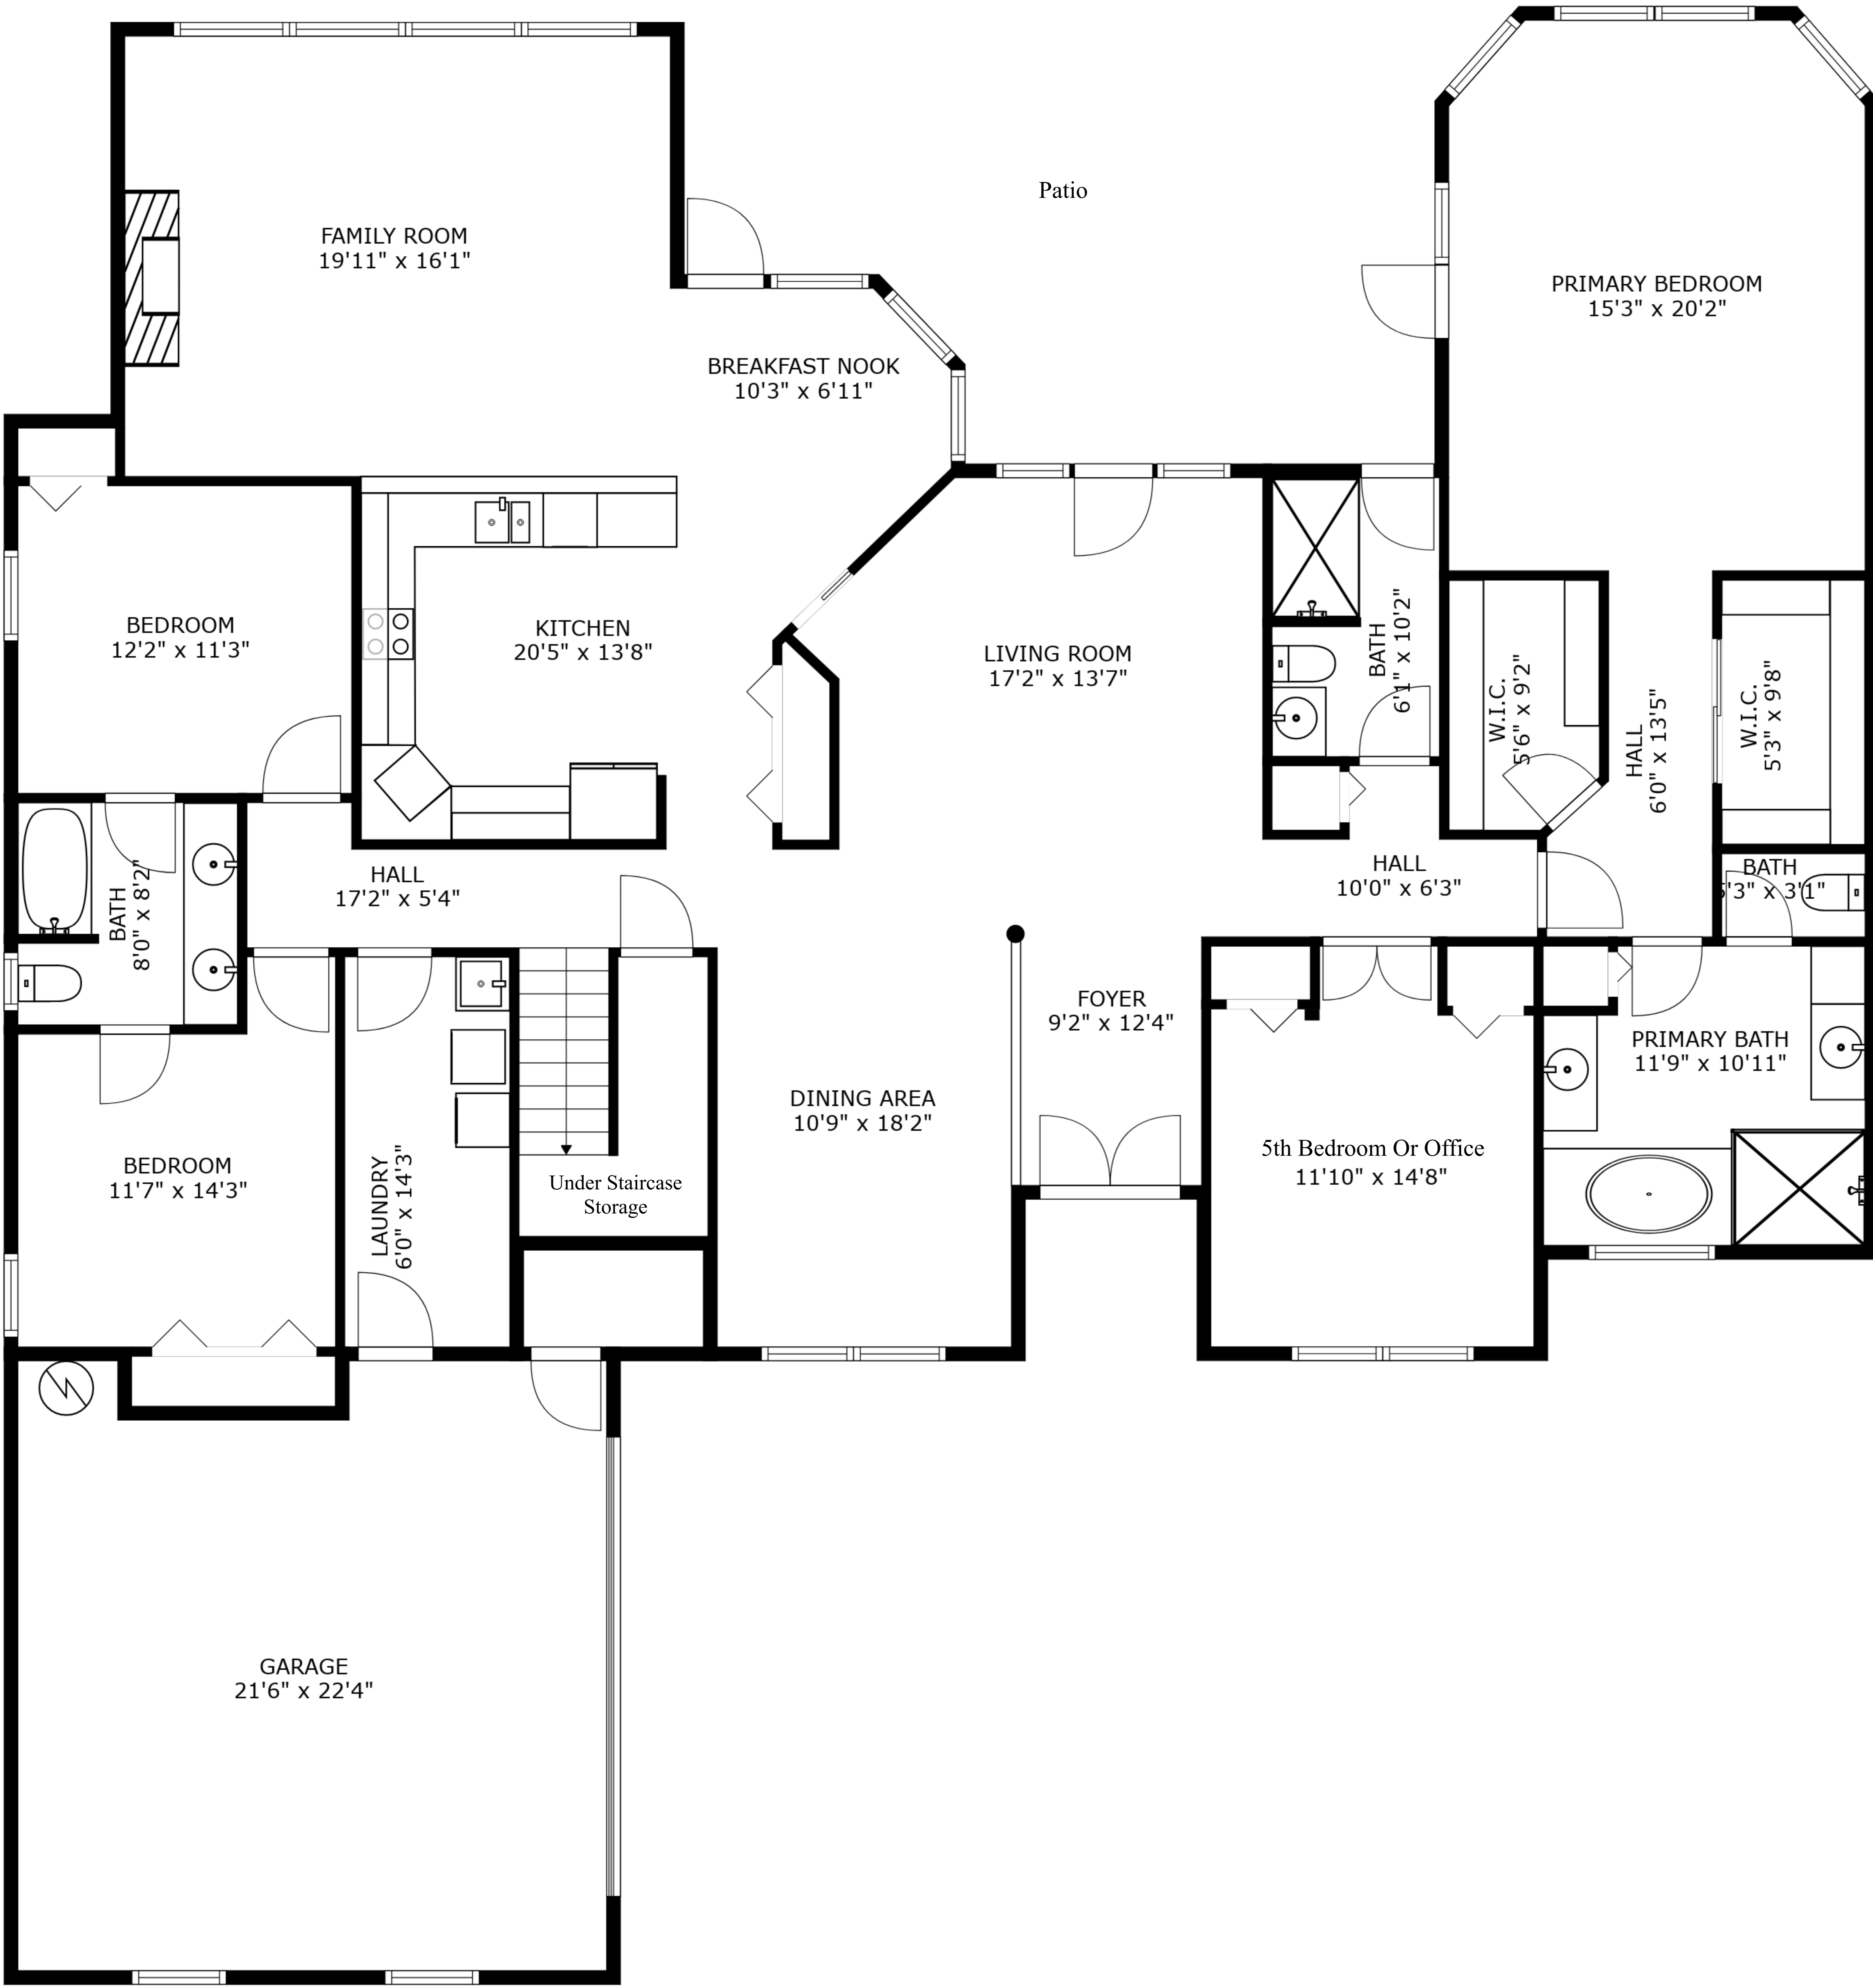 Patio
FAMILY ROOM
19'11" x 16'1"
PRIMARY BEDROOM
15'3" x 20'2"
BREAKFAST NOOK
10'3" x 6'11"
BEDROOM
12'2" x 11'3"
KITCHEN
20'5" x 13'8"
LIVING ROOM
17'2" x 13'7"
BATH
6'1" x 10'2"
W.I.C.
5'6" x 9'2"
HALL
6'0" x 13'5"
W.I.C.
5'3" x 9'8"
BATH
8'0" x 8'2"
HALL
17'2" x 5'4"
HALL
10'0" x 6'3"
BATH
5'3" x 3'1"
FOYER
9'2" x 12'4"
PRIMARY BATH
11'9" x 10'11"
DINING AREA
10'9" x 18'2"
5th Bedroom Or Office
11'10" x 14'8"
BEDROOM
11'7" x 14'3"
LAUNDRY
6'0" x 14'3"
Under Staircase
Storage
GARAGE
21'6" x 22'4"